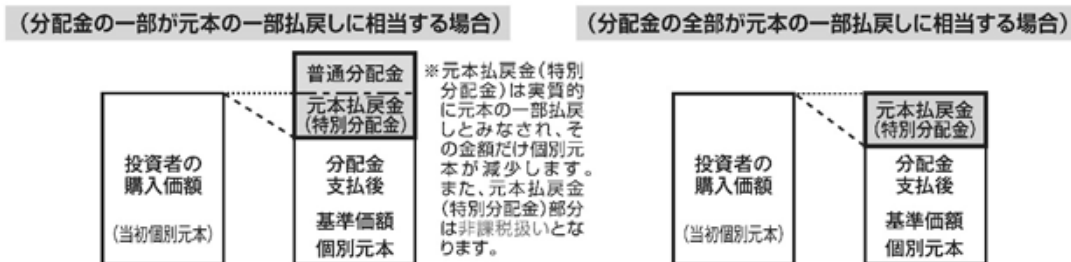 (分配金の一部が元本の一部払戻しに相当する場合)
普通分配金
元本払戻金
(特別分配金)
投資者の
購入価額
(当初個別元本)
分配金
支払後
基準価額
個別元本
※元本払戻金(特別
分配金)は実質的
に元本の一部払戻
しとみなされ、そ
の金額だけ個別元
本が減少します。
また、元本払戻金
(特別分配金)部分
は非課税扱いとな
ります。
(分配金の全部が元本の一部払戻しに相当する場合)
元本払戻金
(特別分配金)
投資者の
購入価額
(当初個別元本)
分配金
支払後
基準価額
個別元本